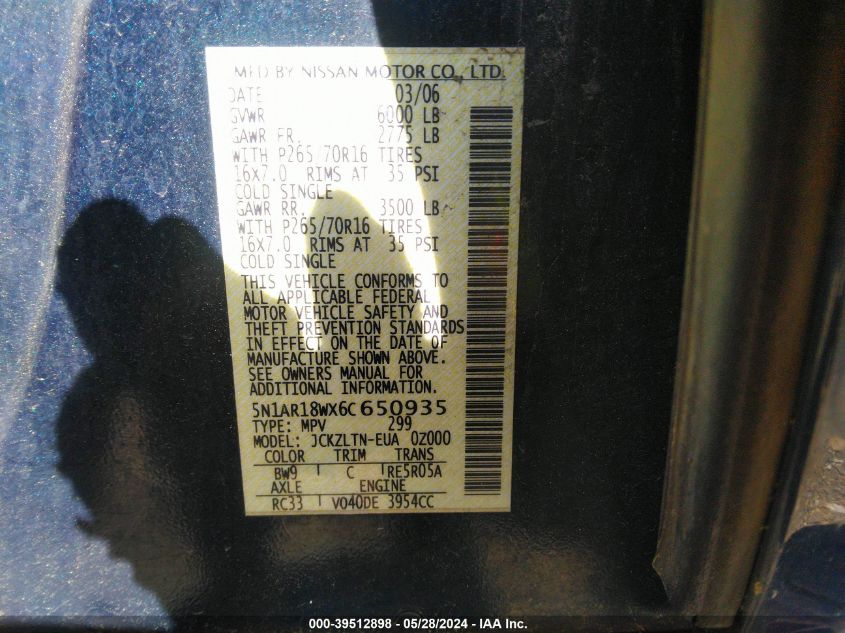 MFD BY NISSAN MOTOR CO., LTD.
DATE 03/06
GVWR 6000 LB
GAWR FR. 2775 LB
WITH P265/70R16 TIRES
16X7.0 RIMS AT 35 PSI
COLD SINGLE
GAWR RR. 3500 LB
WITH P265/70R16 TIRES
16X7.0 RIMS AT 35 PSI
COLD SINGLE
THIS VEHICLE CONFORMS TO
ALL APPLICABLE FEDERAL
MOTOR VEHICLE SAFETY AND
THEFT PREVENTION STANDARDS
IN EFFECT ON THE DATE OF
MANUFACTURE SHOWN ABOVE.
SEE OWNERS MANUAL FOR
ADDITIONAL INFORMATION.
5N1AR18WX6C650935
TYPE: MPV 299
MODEL: JCKZLTN-EUA 0Z000
COLOR TRIM TRANS
BW9 C RE5R05A
AXLE ENGINE
RC33 VQ40DE 3954CC
000-39512898 - 05/28/2024 - IAA Inc.